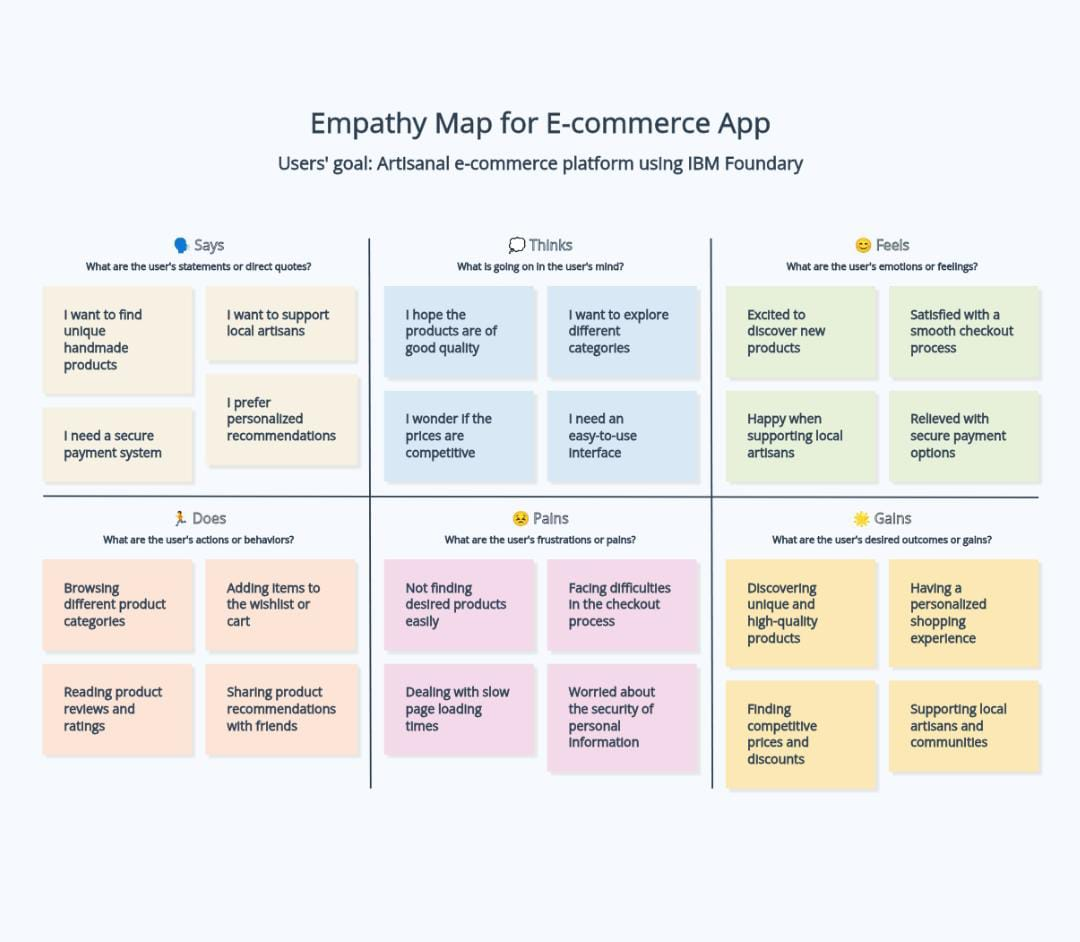 Empathy Map for E-commerce App
Users' goal: Artisanal e-commerce platform using IBM Foundary
Says
What are the user's statements or direct quotes?
I want to find
unique
handmade
products
I want to support
local artisans
I need a secure
payment system
I prefer
personalized
recommendations
Thinks
What is going on in the user's mind?
I hope the
products are of
good quality
I want to explore
different
categories
I wonder if the
prices are
competitive
I need an
easy-to-use
interface
Feels
What are the user's emotions or feelings?
Excited to
discover new
products
Satisfied with a
smooth checkout
process
Happy when
supporting local
artisans
Relieved with
secure payment
options
Does
What are the user's actions or behaviors?
Browsing
different product
categories
Adding items to
the wishlist or
cart
Reading product
reviews and
ratings
Sharing product
recommendations
with friends
Pains
What are the user's frustrations or pains?
Not finding
desired products
easily
Facing difficulties
in the checkout
process
Dealing with slow
page loading
times
Worried about
the security of
personal
information
Gains
What are the user's desired outcomes or gains?
Discovering
unique and
high-quality
products
Having a
personalized
shopping
experience
Finding
competitive
prices and
discounts
Supporting local
artisans and
communities